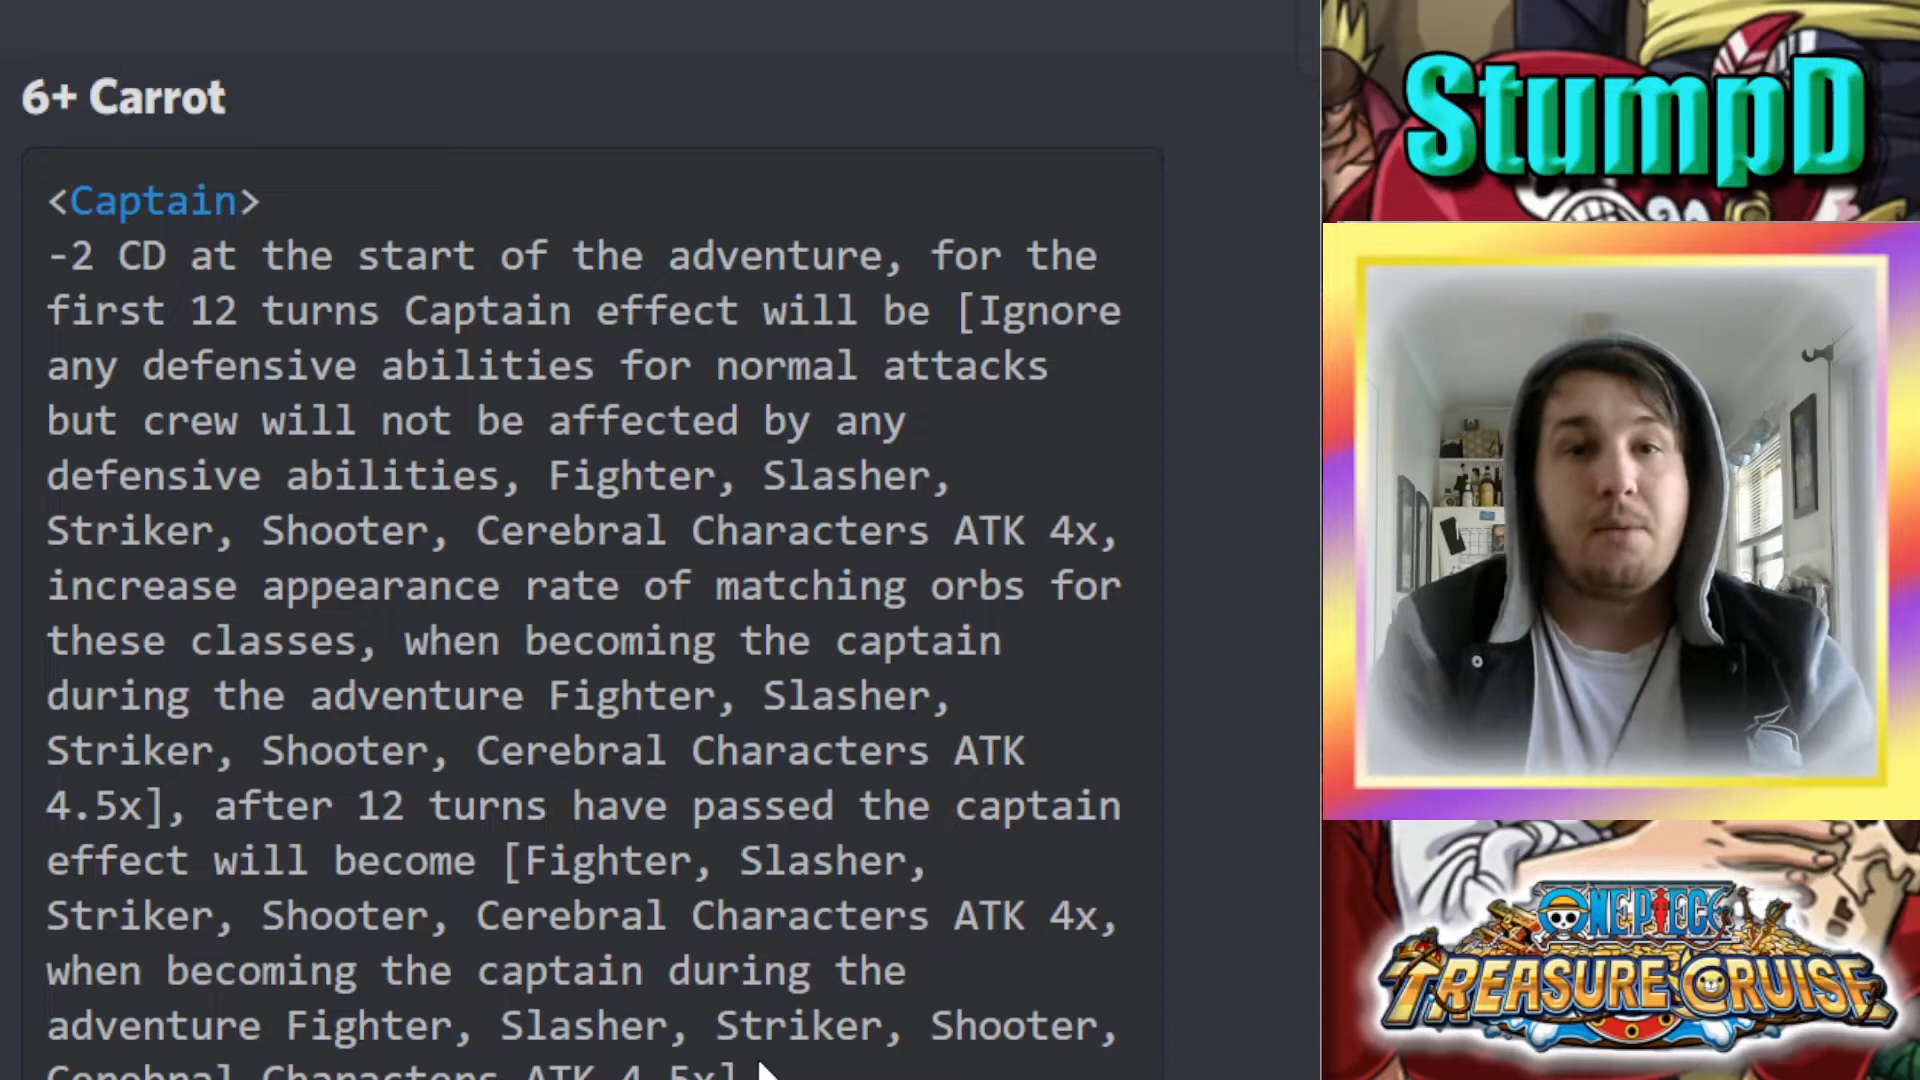 6+ Carrot
<Captain>
-2 CD at the start of the adventure, for the
first 12 turns Captain effect will be [Ignore
any defensive abilities for normal attacks
but crew will not be affected by any
defensive abilities, Fighter, Slasher,
Striker, Shooter, Cerebral Characters ATK 4x,
increase appearance rate of matching orbs for
these classes, when becoming the captain
during the adventure Fighter, Slasher,
Striker, Shooter, Cerebral Characters ATK
4.5x], after 12 turns have passed the captain
effect will become [Fighter, Slasher,
Striker, Shooter, Cerebral Characters ATK 4x,
when becoming the captain during the
adventure Fighter, Slasher, Striker, Shooter,
Cerebral Characters ATK 4.5x]
StumpD
ONE PIECE
TREASURE CRUISE